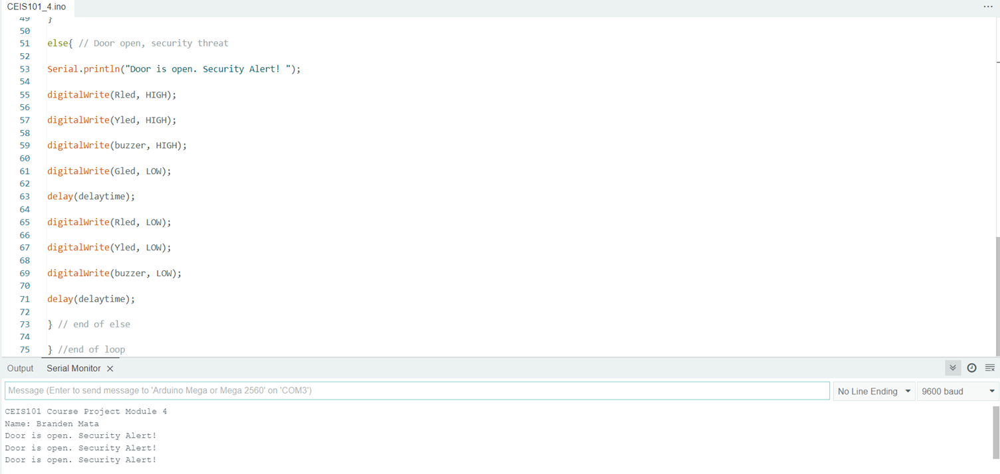 CEIS101_4.ino
49 }
50
51 else{ // Door open, security threat
52
53 Serial.println("Door is open. Security Alert! ");
54
55 digitalWrite(Rled, HIGH);
56
57 digitalWrite(Yled, HIGH);
58
59 digitalWrite(buzzer, HIGH);
60
61 digitalWrite(Gled, LOW);
62
63 delay(delaytime);
64
65 digitalWrite(Rled, LOW);
66
67 digitalWrite(Yled, LOW);
68
69 digitalWrite(buzzer, LOW);
70
71 delay(delaytime);
72
73 } // end of else
74
75 } //end of loop
Output Serial Monitor
Message (Enter to send message to 'Arduino Mega or Mega 2560' on 'COM3') No Line Ending 9600 baud
CEIS101 Course Project Module 4
Name: Branden Mata
Door is open. Security Alert!
Door is open. Security Alert!
Door is open. Security Alert!